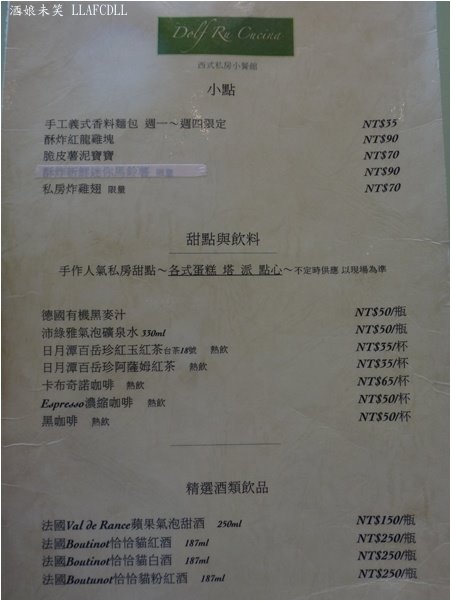 酒娘未笑 LLAFCDLL
Dolf Ru Cucina
西式私房小餐館
小點
手工義式香料麵包 週一～週四限定 NT$35
酥炸紅龍雞塊 NT$90
脆皮薯泥寶寶 NT$70
NT$90
私房炸雞翅 限量 NT$70
甜點與飲料
手作人氣私房甜點～各式蛋糕 塔 派 點心～不定時供應 以現場為準
德國有機黑麥汁 NT$50/瓶
沛綠雅氣泡礦泉水 330ml NT$50/瓶
日月潭百岳珍紅玉紅茶台茶18號 熱飲 NT$35/杯
日月潭百岳珍阿薩姆紅茶 熱飲 NT$35/杯
卡布奇諾咖啡 熱飲 NT$65/杯
Espresso濃縮咖啡 熱飲 NT$50/杯
黑咖啡 熱飲 NT$50/杯
精選酒類飲品
法國Val de Rance蘋果氣泡甜酒 250ml NT$150/瓶
法國Boutinot恰恰貓紅酒 187ml NT$250/瓶
法國Boutinot恰恰貓白酒 187ml NT$250/瓶
法國Boutunot恰恰貓粉紅酒 187ml NT$250/瓶